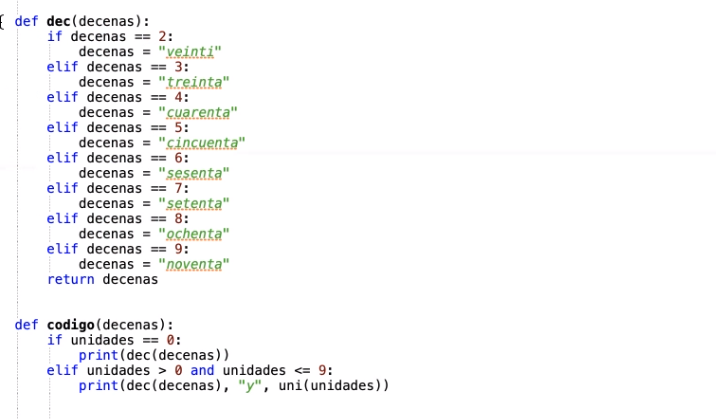 def dec(decenas):
    if decenas == 2:
        decenas = "veinti"
    elif decenas == 3:
        decenas = "treinta"
    elif decenas == 4:
        decenas = "cuarenta"
    elif decenas == 5:
        decenas = "cincuenta"
    elif decenas == 6:
        decenas = "sesenta"
    elif decenas == 7:
        decenas = "setenta"
    elif decenas == 8:
        decenas = "ochenta"
    elif decenas == 9:
        decenas = "noventa"
    return decenas
def codigo(decenas):
    if unidades == 0:
        print(dec(decenas))
    elif unidades > 0 and unidades <= 9:
        print(dec(decenas), "y", uni(unidades))